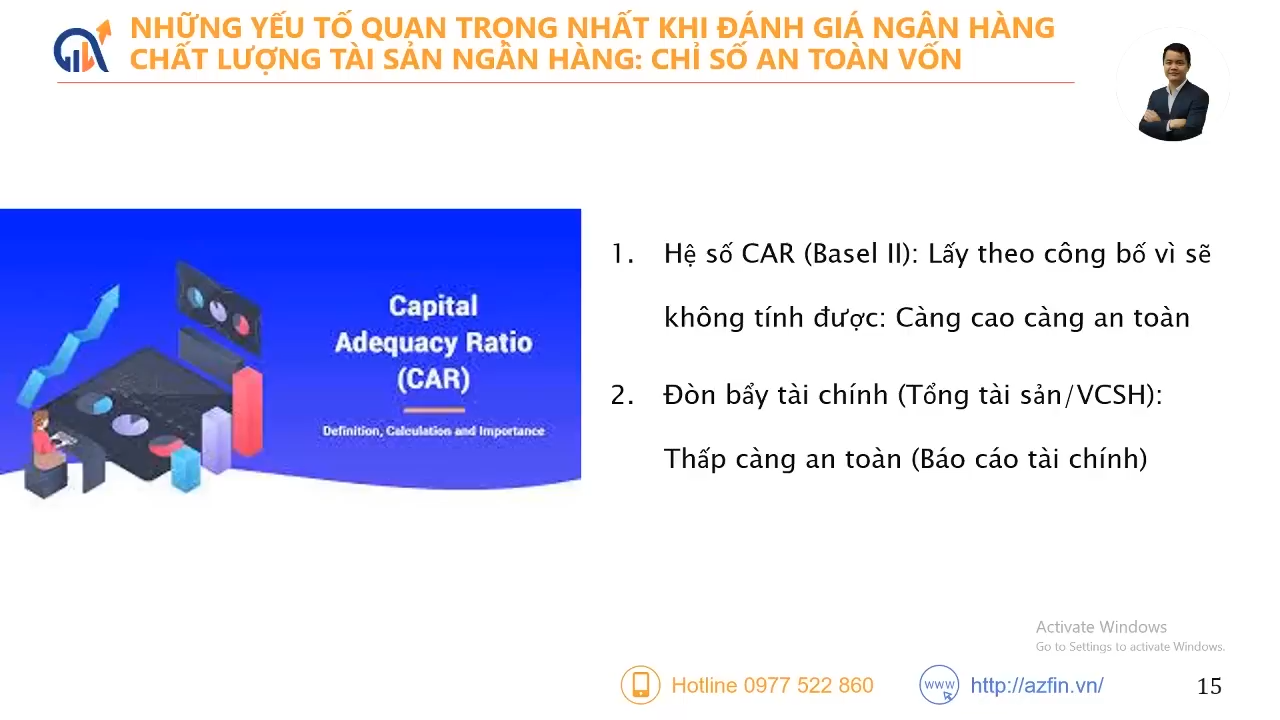 NHỮNG YẾU TỐ QUAN TRỌNG NHẤT KHI ĐÁNH GIÁ NGÂN HÀNG
CHẤT LƯỢNG TÀI SẢN NGÂN HÀNG: CHỈ SỐ AN TOÀN VỐN
Capital
Adequacy Ratio
(CAR)
Definition, Calculation and Importance
1. Hệ số CAR (Basel II): Lấy theo công bố vì sẽ
không tính được: Càng cao càng an toàn
2. Đòn bẩy tài chính (Tổng tài sản/VCSH):
Thấp càng an toàn (Báo cáo tài chính)
Activate Windows
Go to Settings to activate Windows.
Hotline 0977 522 860
www
http://azfin.vn/
15